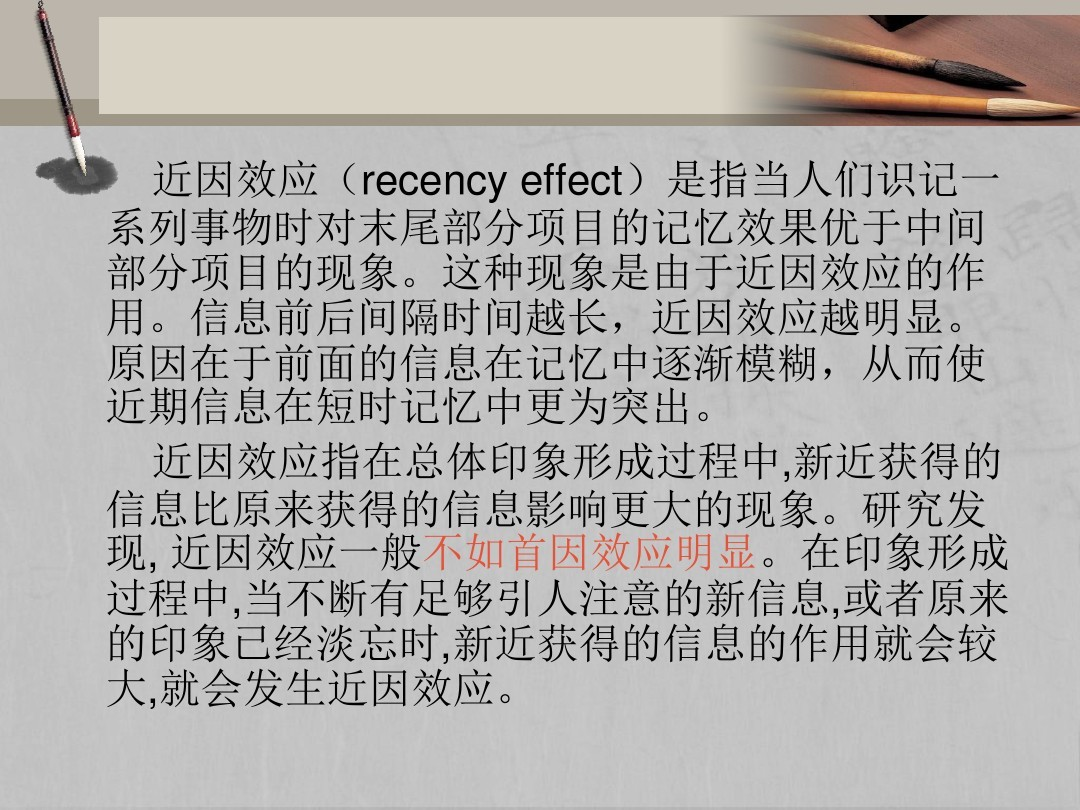 近因效应（recency effect）是指当人们识记一
系列事物时对末尾部分项目的记忆效果优于中间
部分项目的现象。这种现象是由于近因效应的作
用。信息前后间隔时间越长，近因效应越明显。
原因在于前面的信息在记忆中逐渐模糊，从而使
近期信息在短时记忆中更为突出。
近因效应指在总体印象形成过程中,新近获得的
信息比原来获得的信息影响更大的现象。研究发
现, 近因效应一般不如首因效应明显。在印象形成
过程中,当不断有足够引人注意的新信息,或者原来
的印象已经淡忘时,新近获得的信息的作用就会较
大,就会发生近因效应。